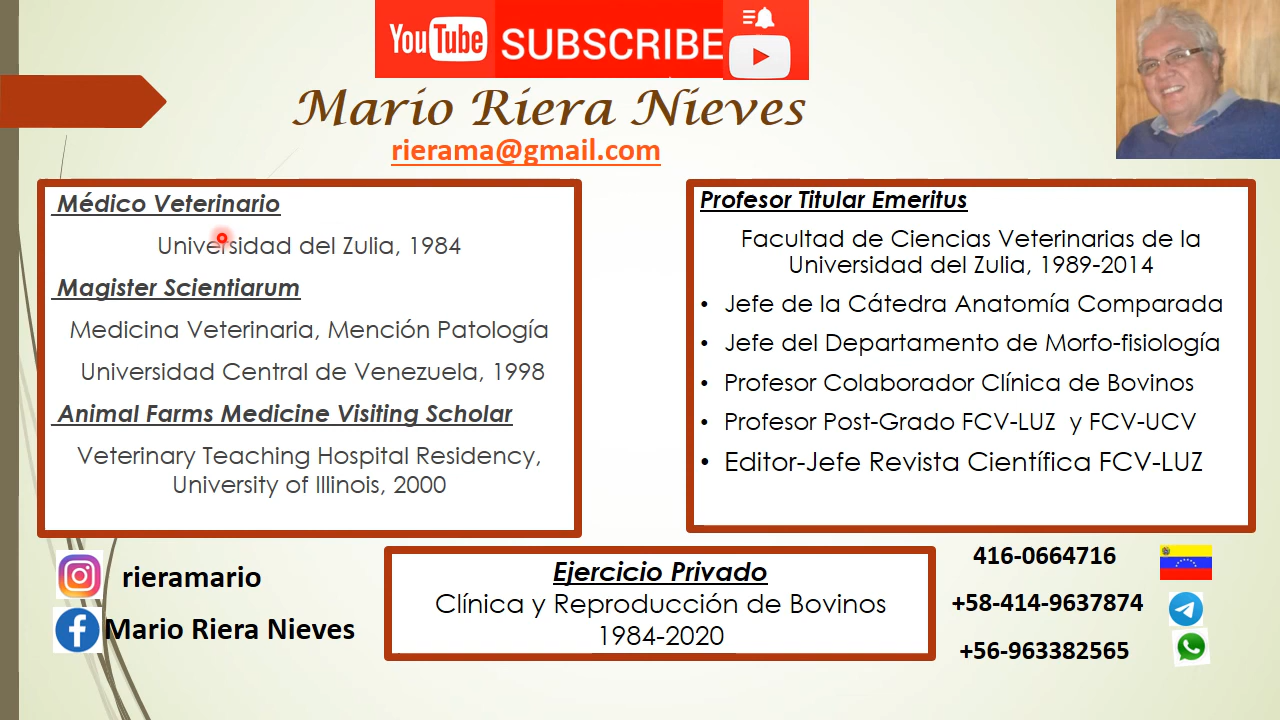 YouTube SUBSCRIBE
Mario Riera Nieves
rierama@gmail.com
Médico Veterinario
Universidad del Zulia, 1984
Magister Scientiarum
Medicina Veterinaria, Mención Patología
Universidad Central de Venezuela, 1998
Animal Farms Medicine Visiting Scholar
Veterinary Teaching Hospital Residency,
University of Illinois, 2000
Profesor Titular Emeritus
Facultad de Ciencias Veterinarias de la
Universidad del Zulia, 1989-2014
• Jefe de la Cátedra Anatomía Comparada
• Jefe del Departamento de Morfo-fisiología
• Profesor Colaborador Clínica de Bovinos
• Profesor Post-Grado FCV-LUZ y FCV-UCV
• Editor-Jefe Revista Científica FCV-LUZ
rieramario
Mario Riera Nieves
Ejercicio Privado
Clínica y Reproducción de Bovinos
1984-2020
416-0664716
+58-414-9637874
+56-963382565